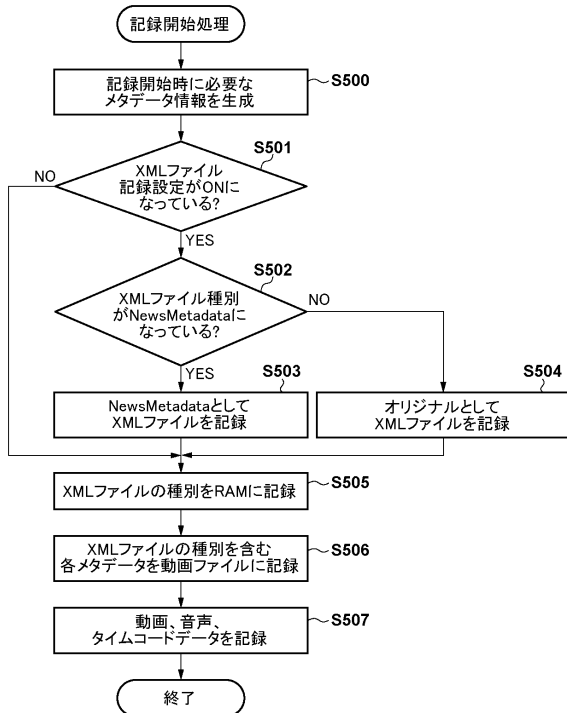 記録開始処理
記録開始時に必要な
メタデータ情報を生成
S500
S501
XMLファイル
記録設定がONに
なっている?
NO
YES
S502
XMLファイル種別
がNewsMetadataに
なっている?
NO
YES
S503
NewsMetadataとして
XMLファイルを記録
S504
オリジナルとして
XMLファイルを記録
XMLファイルの種別をRAMに記録
S505
XMLファイルの種別を含む
各メタデータを動画ファイルに記録
S506
動画、音声、
タイムコードデータを記録
S507
終了